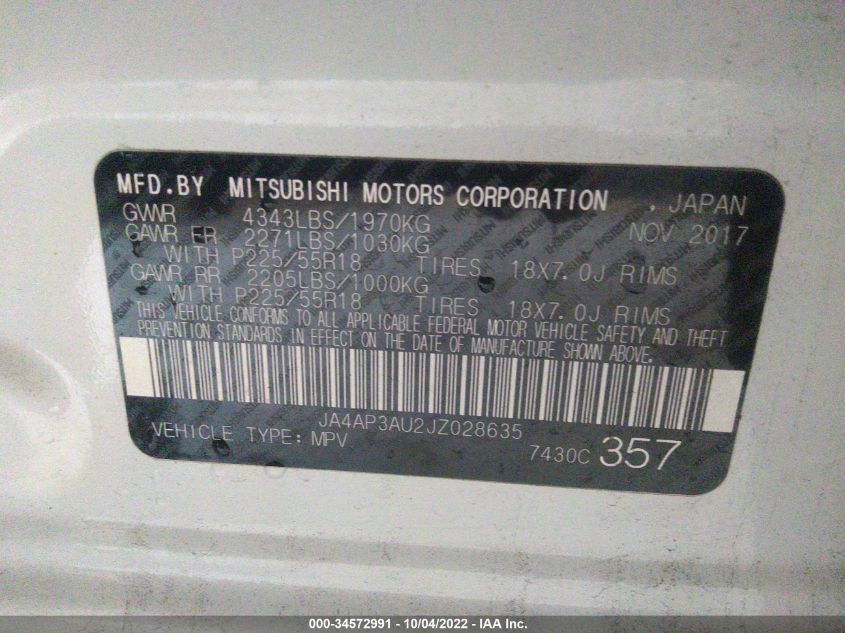 MFD.BY MITSUBISHI MOTORS CORPORATION , JAPAN
GVWR 4343LBS/1970KG NOV 2017
GAWR FR 2271LBS/1030KG
WITH P225/55R18 TIRES 18X7.0J RIMS
GAWR RR 2205LBS/1000KG
WITH P225/55R18 TIRES 18X7.0J RIMS
THIS VEHICLE CONFORMS TO ALL APPLICABLE FEDERAL MOTOR VEHICLE SAFETY AND THEFT
PREVENTION STANDARDS IN EFFECT ON THE DATE OF MANUFACTURE SHOWN ABOVE.
JA4AP3AU2JZ028635
VEHICLE TYPE: MPV 7430C 357
000-34572991 - 10/04/2022 - IAA Inc.